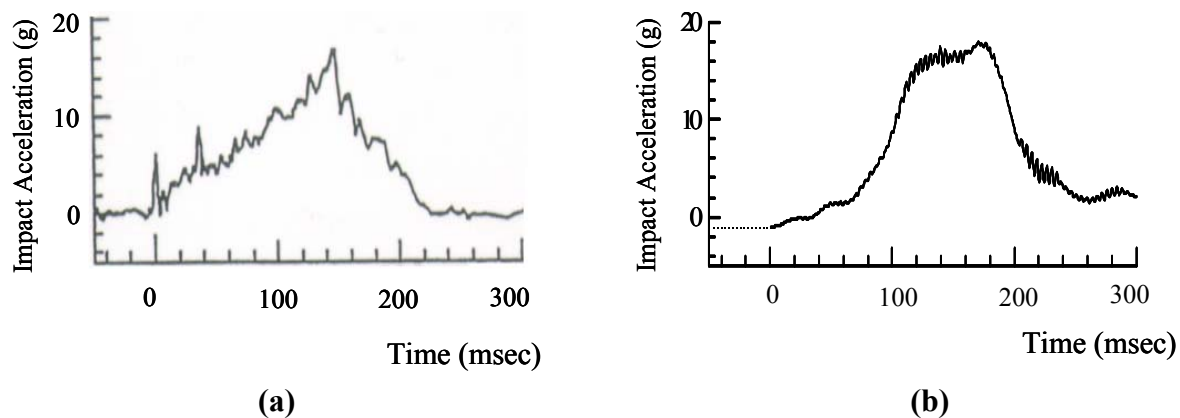 Impact Acceleration (g)
20
10
0
0 100 200 300
Time (msec)
(a)
Impact Acceleration (g)
20
10
0
0 100 200 300
Time (msec)
(b)